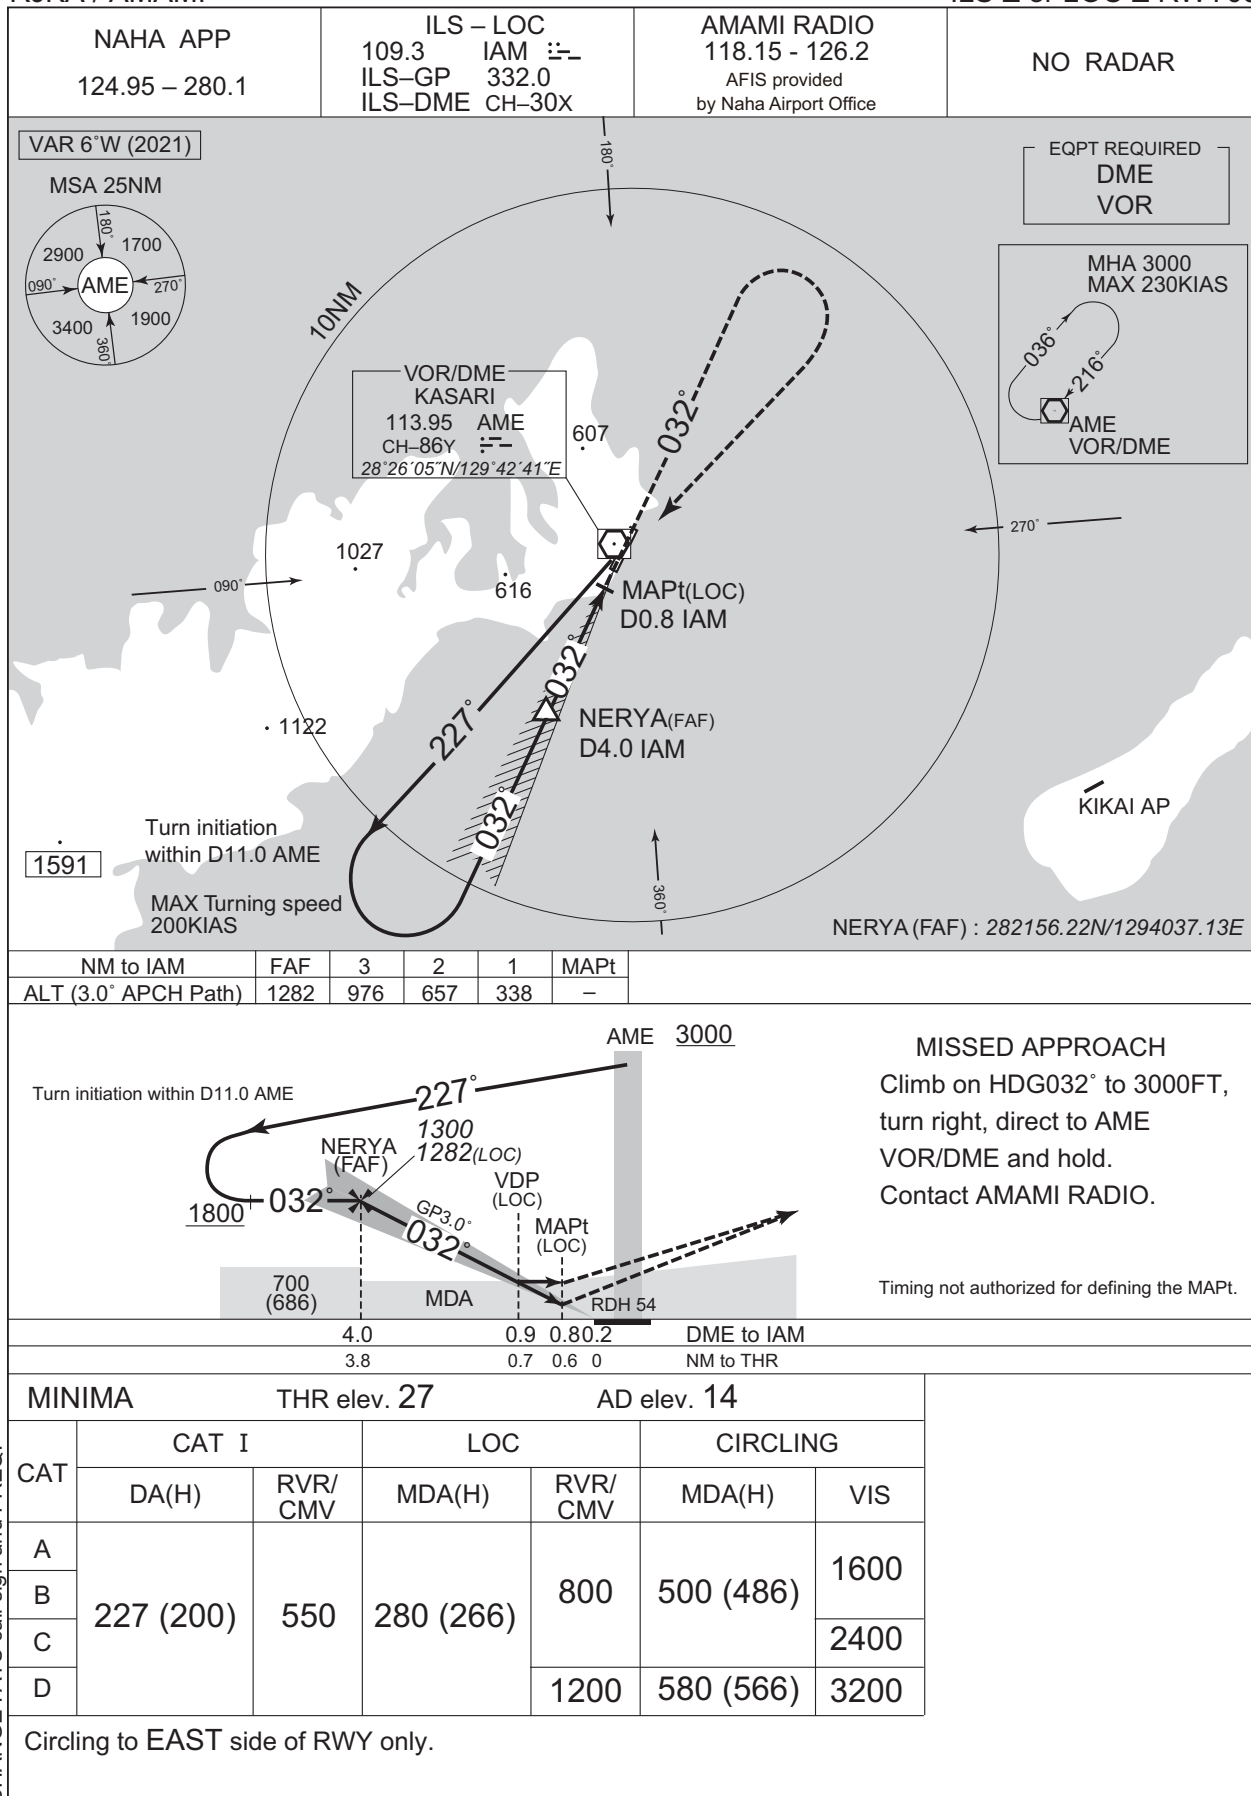 NAHA APP
124.95 – 280.1
ILS – LOC
109.3 IAM
ILS–GP 332.0
ILS–DME CH–30X
AMAMI RADIO
118.15 - 126.2
AFIS provided
by Naha Airport Office
NO RADAR
VAR 6°W (2021)
MSA 25NM
180°
2900
1700
090°
AME
270°
3400
1900
360°
180°
EQPT REQUIRED
DME
VOR
MHA 3000
MAX 230KIAS
036°
216°
AME
VOR/DME
10NM
VOR/DME
KASARI
113.95 AME
CH–86Y
28°26´05˝N/129°42´41˝E
607
032°
270°
1027
616
090°
MAPt(LOC)
D0.8 IAM
032°
NERYA(FAF)
D4.0 IAM
1122
227°
032°
KIKAI AP
Turn initiation
within D11.0 AME
1591
MAX Turning speed
200KIAS
360°
NERYA (FAF) : 282156.22N/1294037.13E
NM to IAM FAF 3 2 1 MAPt
ALT (3.0° APCH Path) 1282 976 657 338 –
AME 3000
Turn initiation within D11.0 AME
227°
NERYA
(FAF)
1300
1282(LOC)
VDP
(LOC)
1800
032°
GP3.0°
032°
MAPt
(LOC)
700
(686)
MDA
RDH 54
4.0 0.9 0.8 0.2 DME to IAM
3.8 0.7 0.6 0 NM to THR
MISSED APPROACH
Climb on HDG032° to 3000FT,
turn right, direct to AME
VOR/DME and hold.
Contact AMAMI RADIO.
Timing not authorized for defining the MAPt.
MINIMA THR elev. 27 AD elev. 14
CAT CAT I LOC CIRCLING
DA(H) RVR/CMV MDA(H) RVR/CMV MDA(H) VIS
A
B
C
D
227 (200)
550
280 (266)
800
1200
500 (486)
580 (566)
1600
2400
3200
Circling to EAST side of RWY only.